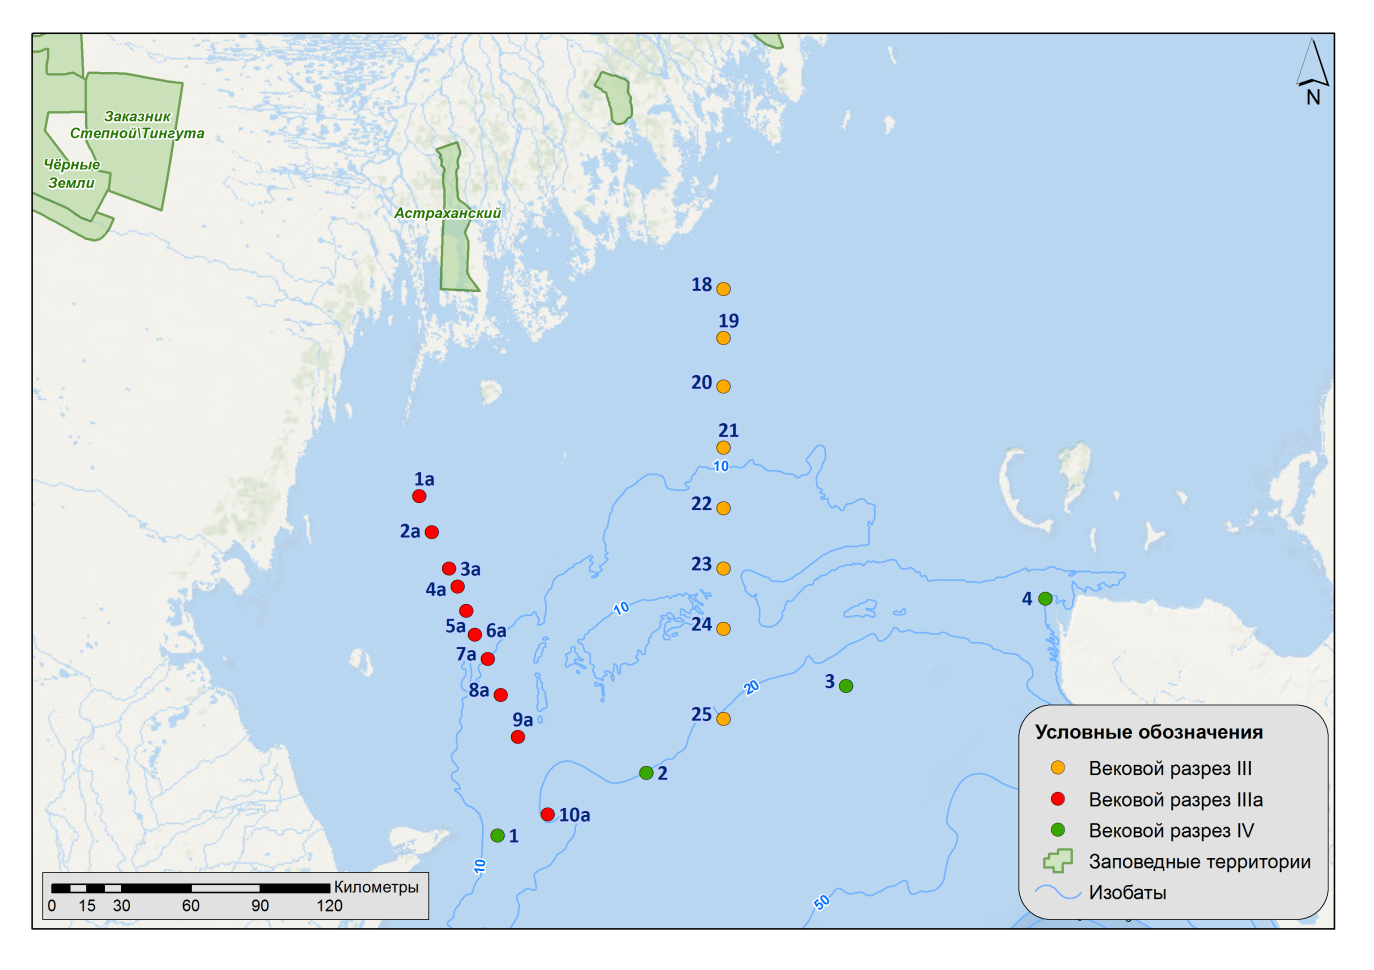 N
Заказник
Степной\Тингута
Чёрные
Земли
Астраханский
18
19
20
21
10
1а
22
2а
23
3а
4а
4
10
5а
6а
24
7а
3
8а
20
9а
25
2
10а
1
10
50
Условные обозначения
Вековой разрез III
Вековой разрез IIIа
Вековой разрез IV
Заповедные территории
Изобаты
Километры
0 15 30 60 90 120